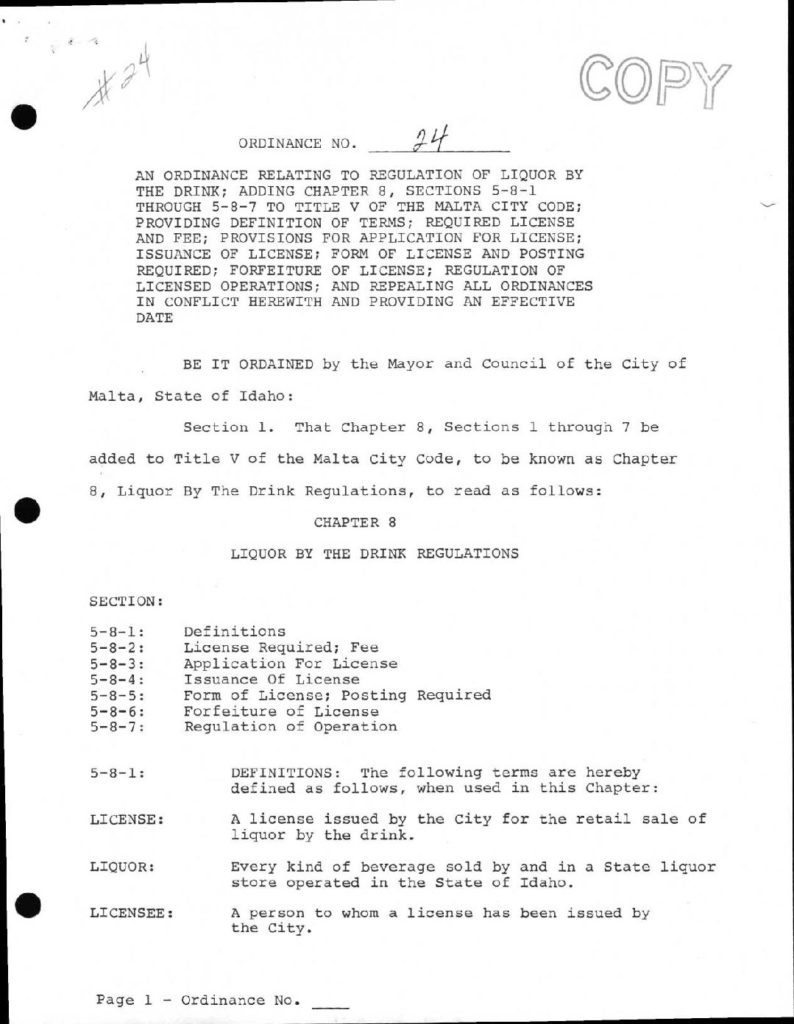 #24
COPY
ORDINANCE NO. 24
AN ORDINANCE RELATING TO REGULATION OF LIQUOR BY
THE DRINK; ADDING CHAPTER 8, SECTIONS 5-8-1
THROUGH 5-8-7 TO TITLE V OF THE MALTA CITY CODE;
PROVIDING DEFINITION OF TERMS; REQUIRED LICENSE
AND FEE; PROVISIONS FOR APPLICATION FOR LICENSE;
ISSUANCE OF LICENSE; FORM OF LICENSE AND POSTING
REQUIRED; FORFEITURE OF LICENSE; REGULATION OF
LICENSED OPERATIONS; AND REPEALING ALL ORDINANCES
IN CONFLICT HEREWITH AND PROVIDING AN EFFECTIVE
DATE
BE IT ORDAINED by the Mayor and Council of the City of
Malta, State of Idaho:
Section 1. That Chapter 8, Sections 1 through 7 be
added to Title V of the Malta City Code, to be known as Chapter
8, Liquor By The Drink Regulations, to read as follows:
CHAPTER 8
LIQUOR BY THE DRINK REGULATIONS
SECTION:
5-8-1: Definitions
5-8-2: License Required; Fee
5-8-3: Application For License
5-8-4: Issuance Of License
5-8-5: Form of License; Posting Required
5-8-6: Forfeiture of License
5-8-7: Regulation of Operation
5-8-1: DEFINITIONS: The following terms are hereby
defined as follows, when used in this Chapter:
LICENSE: A license issued by the City for the retail sale of
liquor by the drink.
LIQUOR: Every kind of beverage sold by and in a State liquor
store operated in the State of Idaho.
LICENSEE: A person to whom a license has been issued by
the City.
Page 1 - Ordinance No. ___